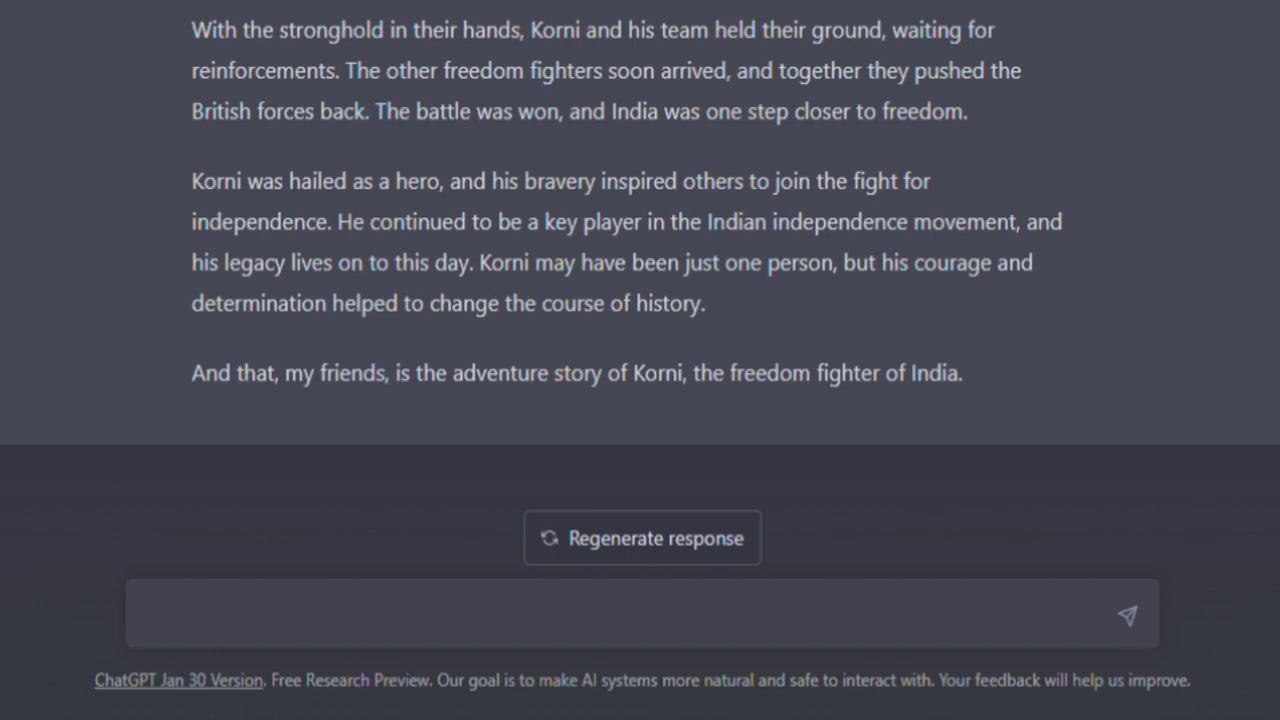 With the stronghold in their hands, Korni and his team held their ground, waiting for
reinforcements. The other freedom fighters soon arrived, and together they pushed the
British forces back. The battle was won, and India was one step closer to freedom.
Korni was hailed as a hero, and his bravery inspired others to join the fight for
independence. He continued to be a key player in the Indian independence movement, and
his legacy lives on to this day. Korni may have been just one person, but his courage and
determination helped to change the course of history.
And that, my friends, is the adventure story of Korni, the freedom fighter of India.
Regenerate response
ChatGPT Jan 30 Version. Free Research Preview. Our goal is to make AI systems more natural and safe to interact with. Your feedback will help us improve.